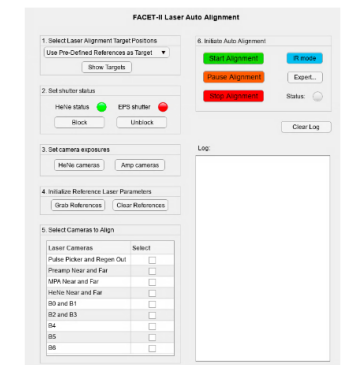 FACET-II Laser Auto Alignment
1. Select Laser Alignment Target Positions
Use Pre-Defined References as Target
Show Targets
2. Set shutter status
HeNe status
EPS shutter
Block
Unblock
3. Set camera exposures
HeNe cameras
Amp cameras
4. Initialize Reference Laser Parameters
Grab References
Clear References
5. Select Cameras to Align
Laser Cameras
Select
Pulse Picker and Regen Out
Preamp Near and Far
MPA Near and Far
HeNe Near and Far
B0 and B1
B2 and B3
B4
B5
B6
6. Initiate Auto Alignment
Start Alignment
IR mode
Pause Alignment
Expert...
Stop Alignment
Status:
Clear Log
Log: